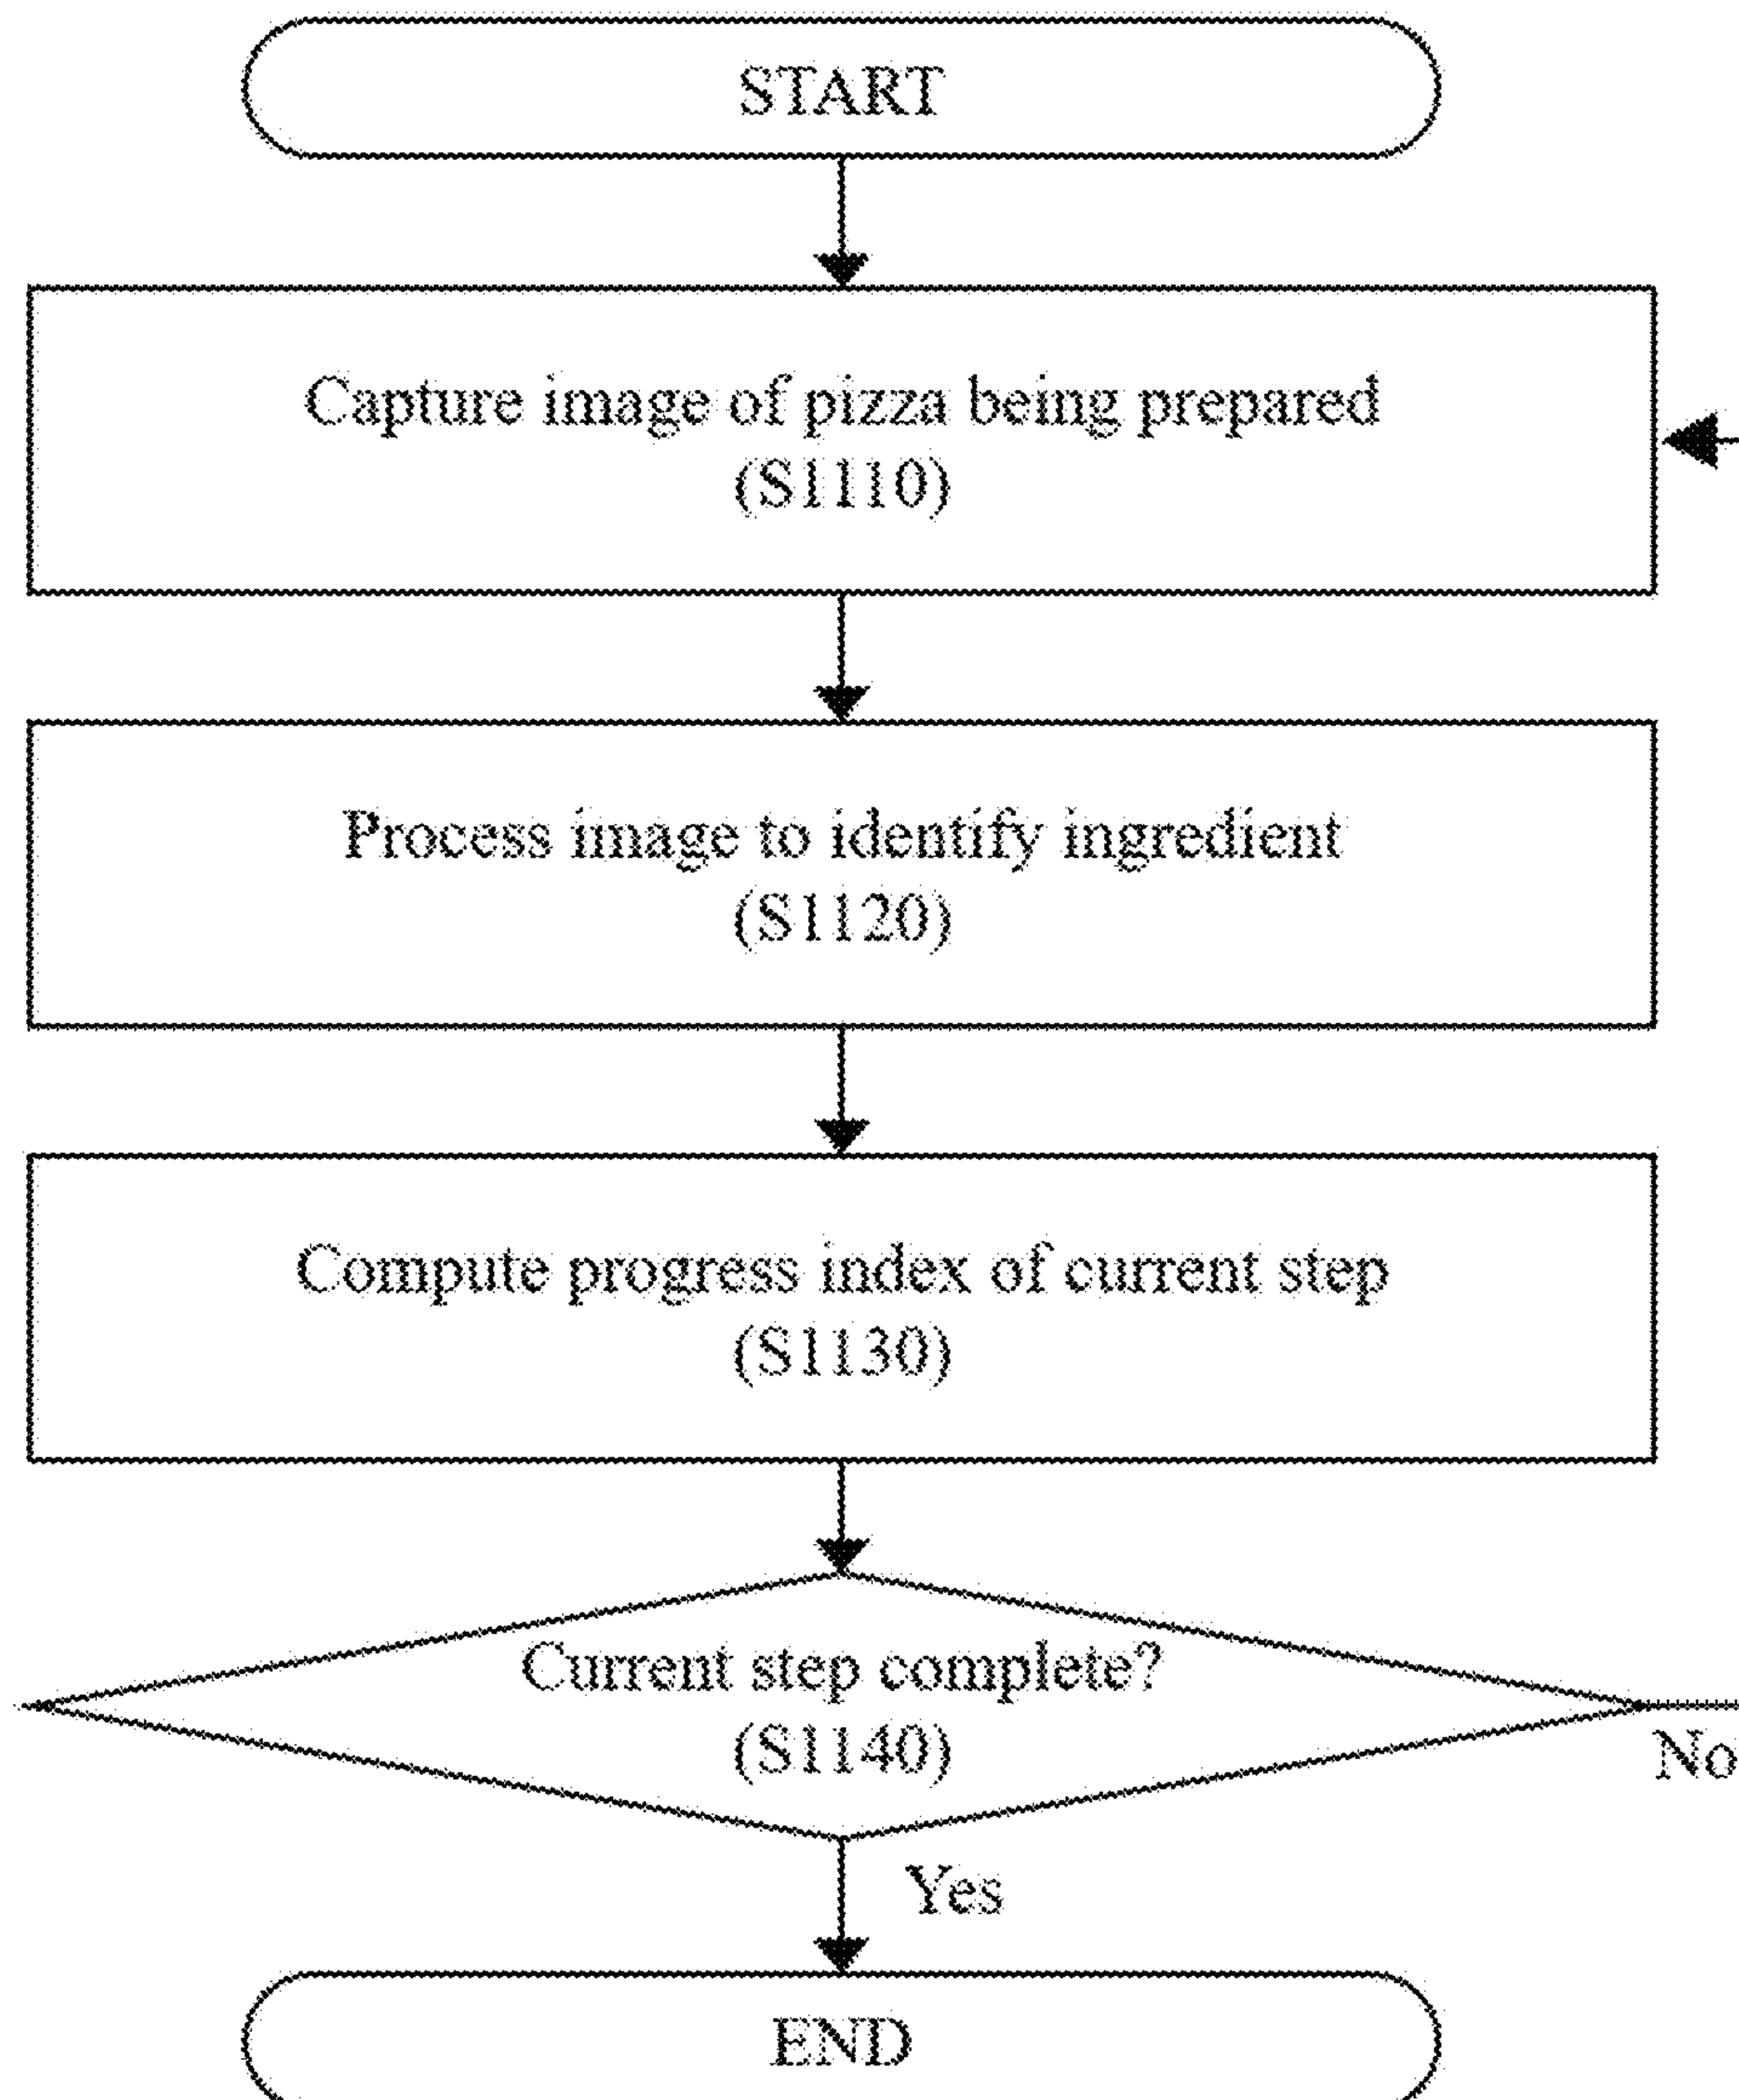 START
Capture image of pizza being prepared
(S1110)
Process image to identify ingredient
(S1120)
Compute progress index of current step
(S1130)
Current step complete?
(S1140)
No
Yes
END